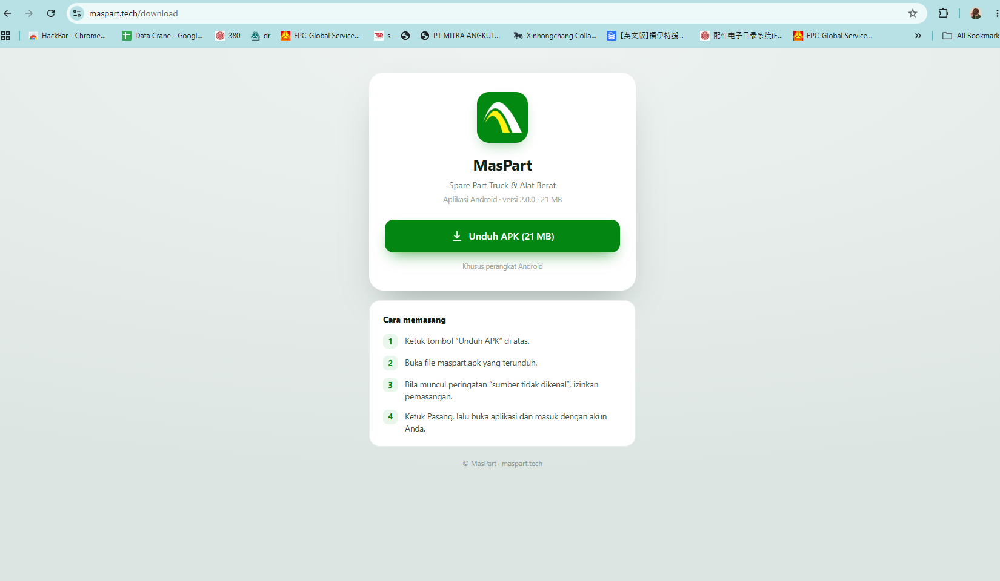 maspart.tech/download
HackBar - Chrome...
Data Crane - Googl...
380
dr
EPC-Global Service...
s
PT MITRA ANGKUT...
Xinhongchang Colla...
【英文版】福伊特缓...
配件电子目录系统(E...
EPC-Global Service...
All Bookmark
MasPart
Spare Part Truck & Alat Berat
Aplikasi Android · versi 2.0.0 · 21 MB
Unduh APK (21 MB)
Khusus perangkat Android
Cara memasang
1 Ketuk tombol “Unduh APK” di atas.
2 Buka file maspart.apk yang terunduh.
3 Bila muncul peringatan “sumber tidak dikenal”, izinkan
pemasangan.
4 Ketuk Pasang, lalu buka aplikasi dan masuk dengan akun
Anda.
© MasPart · maspart.tech